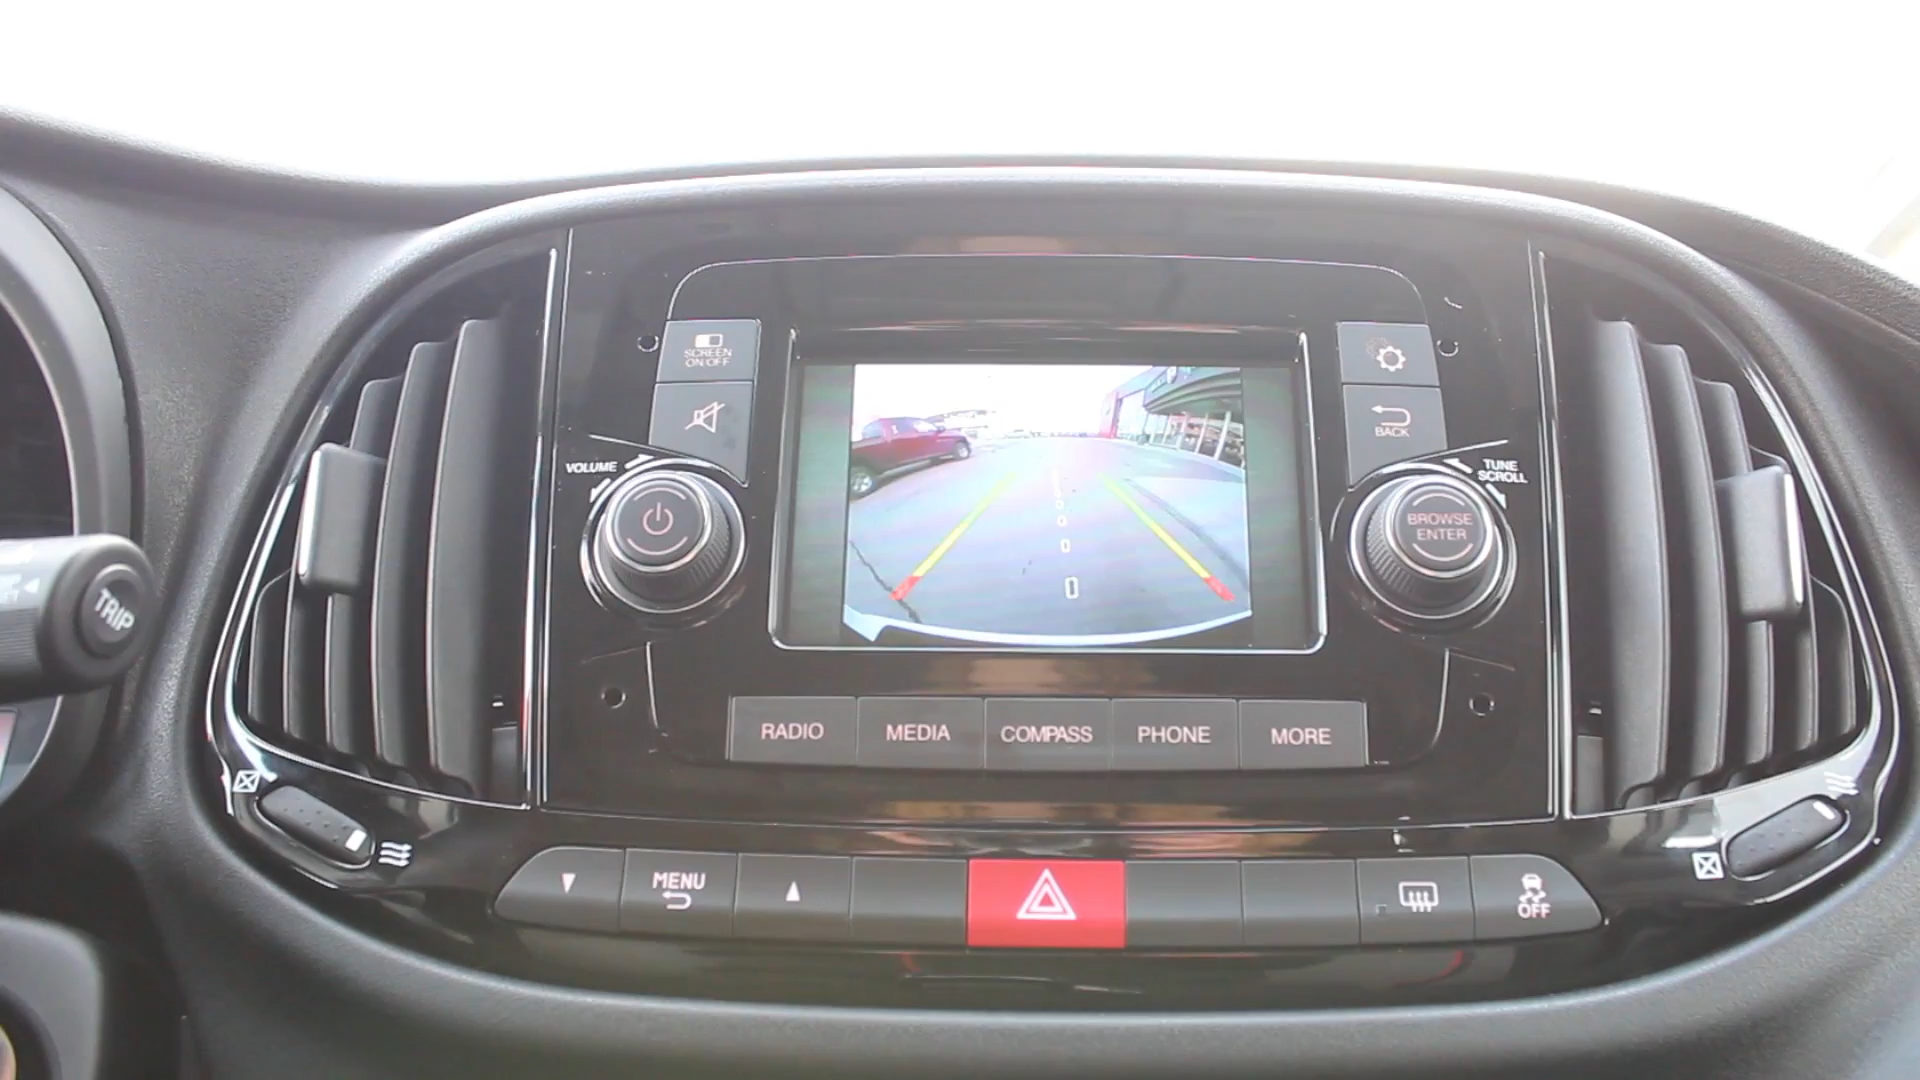 SCREEN
ON/OFF
BACK
VOLUME
TUNE
SCROLL
BROWSE
ENTER
TRIP
RADIO
MEDIA
COMPASS
PHONE
MORE
MENU
OFF